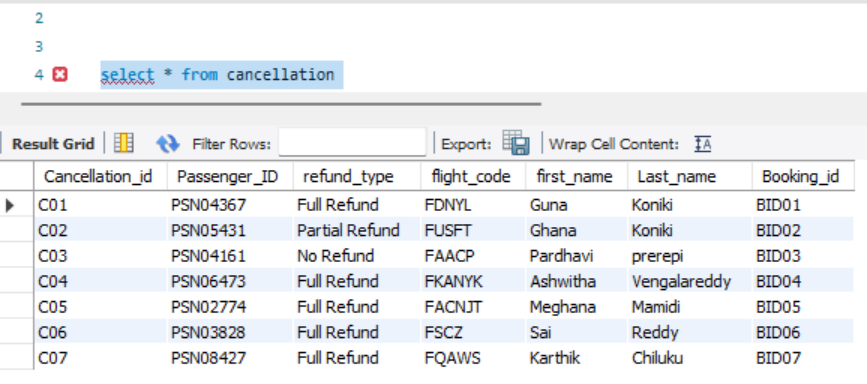 2
3
4 select * from cancellation
Result Grid Filter Rows: Export: Wrap Cell Content: IA
Cancellation_id Passenger_ID refund_type flight_code first_name Last_name Booking_id
C01 PSN04367 Full Refund FDNYL Guna Koniki BID01
C02 PSN05431 Partial Refund FUSFT Ghana Koniki BID02
C03 PSN04161 No Refund FAACP Pardhavi prerepi BID03
C04 PSN06473 Full Refund FKANYK Ashwitha Vengalareddy BID04
C05 PSN02774 Full Refund FACNJT Meghana Mamidi BID05
C06 PSN03828 Full Refund FSCZ Sai Reddy BID06
C07 PSN08427 Full Refund FQAWS Karthik Chiluku BID07